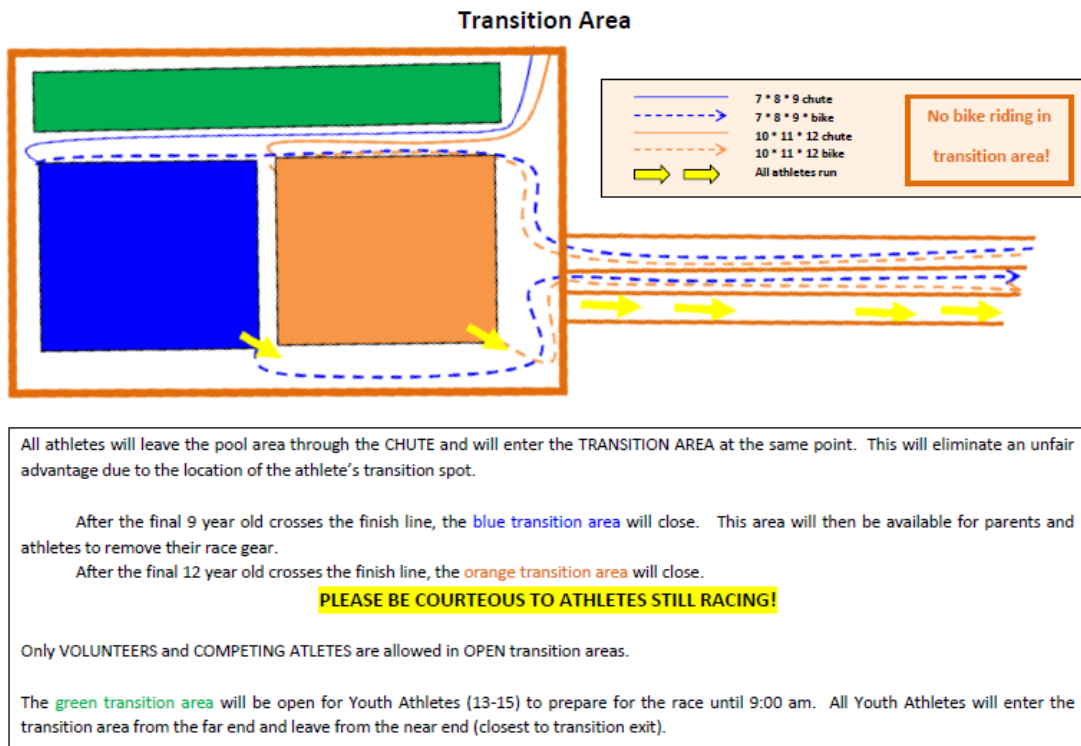 Transition Area
7 * 8 * 9 chute
7 * 8 * 9 * bike
10 * 11 * 12 chute
10 * 11 * 12 bike
All athletes run
No bike riding in
transition area!
All athletes will leave the pool area through the CHUTE and will enter the TRANSITION AREA at the same point.  This will eliminate an unfair
advantage due to the location of the athlete's transition spot.
After the final 9 year old crosses the finish line, the blue transition area will close.   This area will then be available for parents and
athletes to remove their race gear.
After the final 12 year old crosses the finish line, the orange transition area will close.
PLEASE BE COURTEOUS TO ATHLETES STILL RACING!
Only VOLUNTEERS and COMPETING ATLETES are allowed in OPEN transition areas.
The green transition area will be open for Youth Athletes (13-15) to prepare for the race until 9:00 am.  All Youth Athletes will enter the
transition area from the far end and leave from the near end (closest to transition exit).